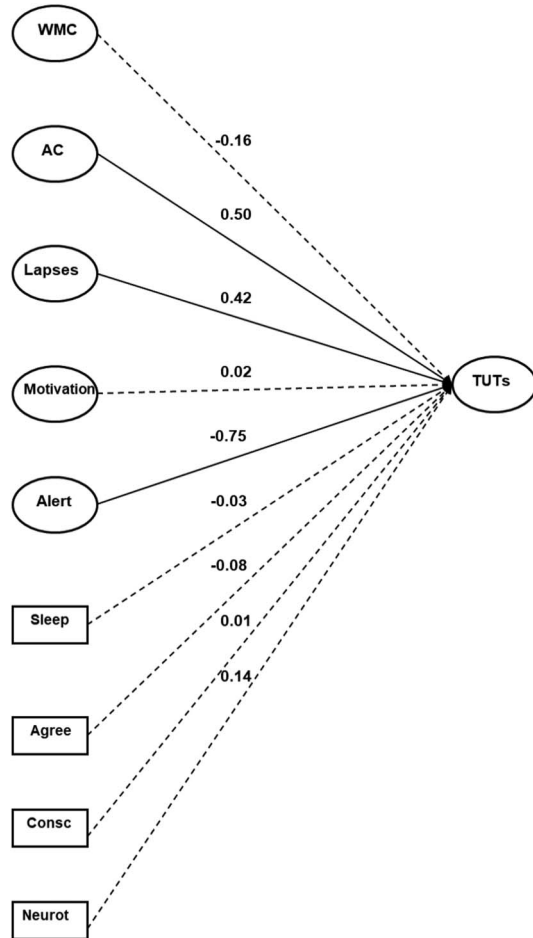 WMC
-0.16
AC
0.50
Lapses
0.42
Motivation
0.02
TUTs
Alert
-0.75
-0.03
-0.08
Sleep
0.01
0.14
Agree
Consc
Neurot